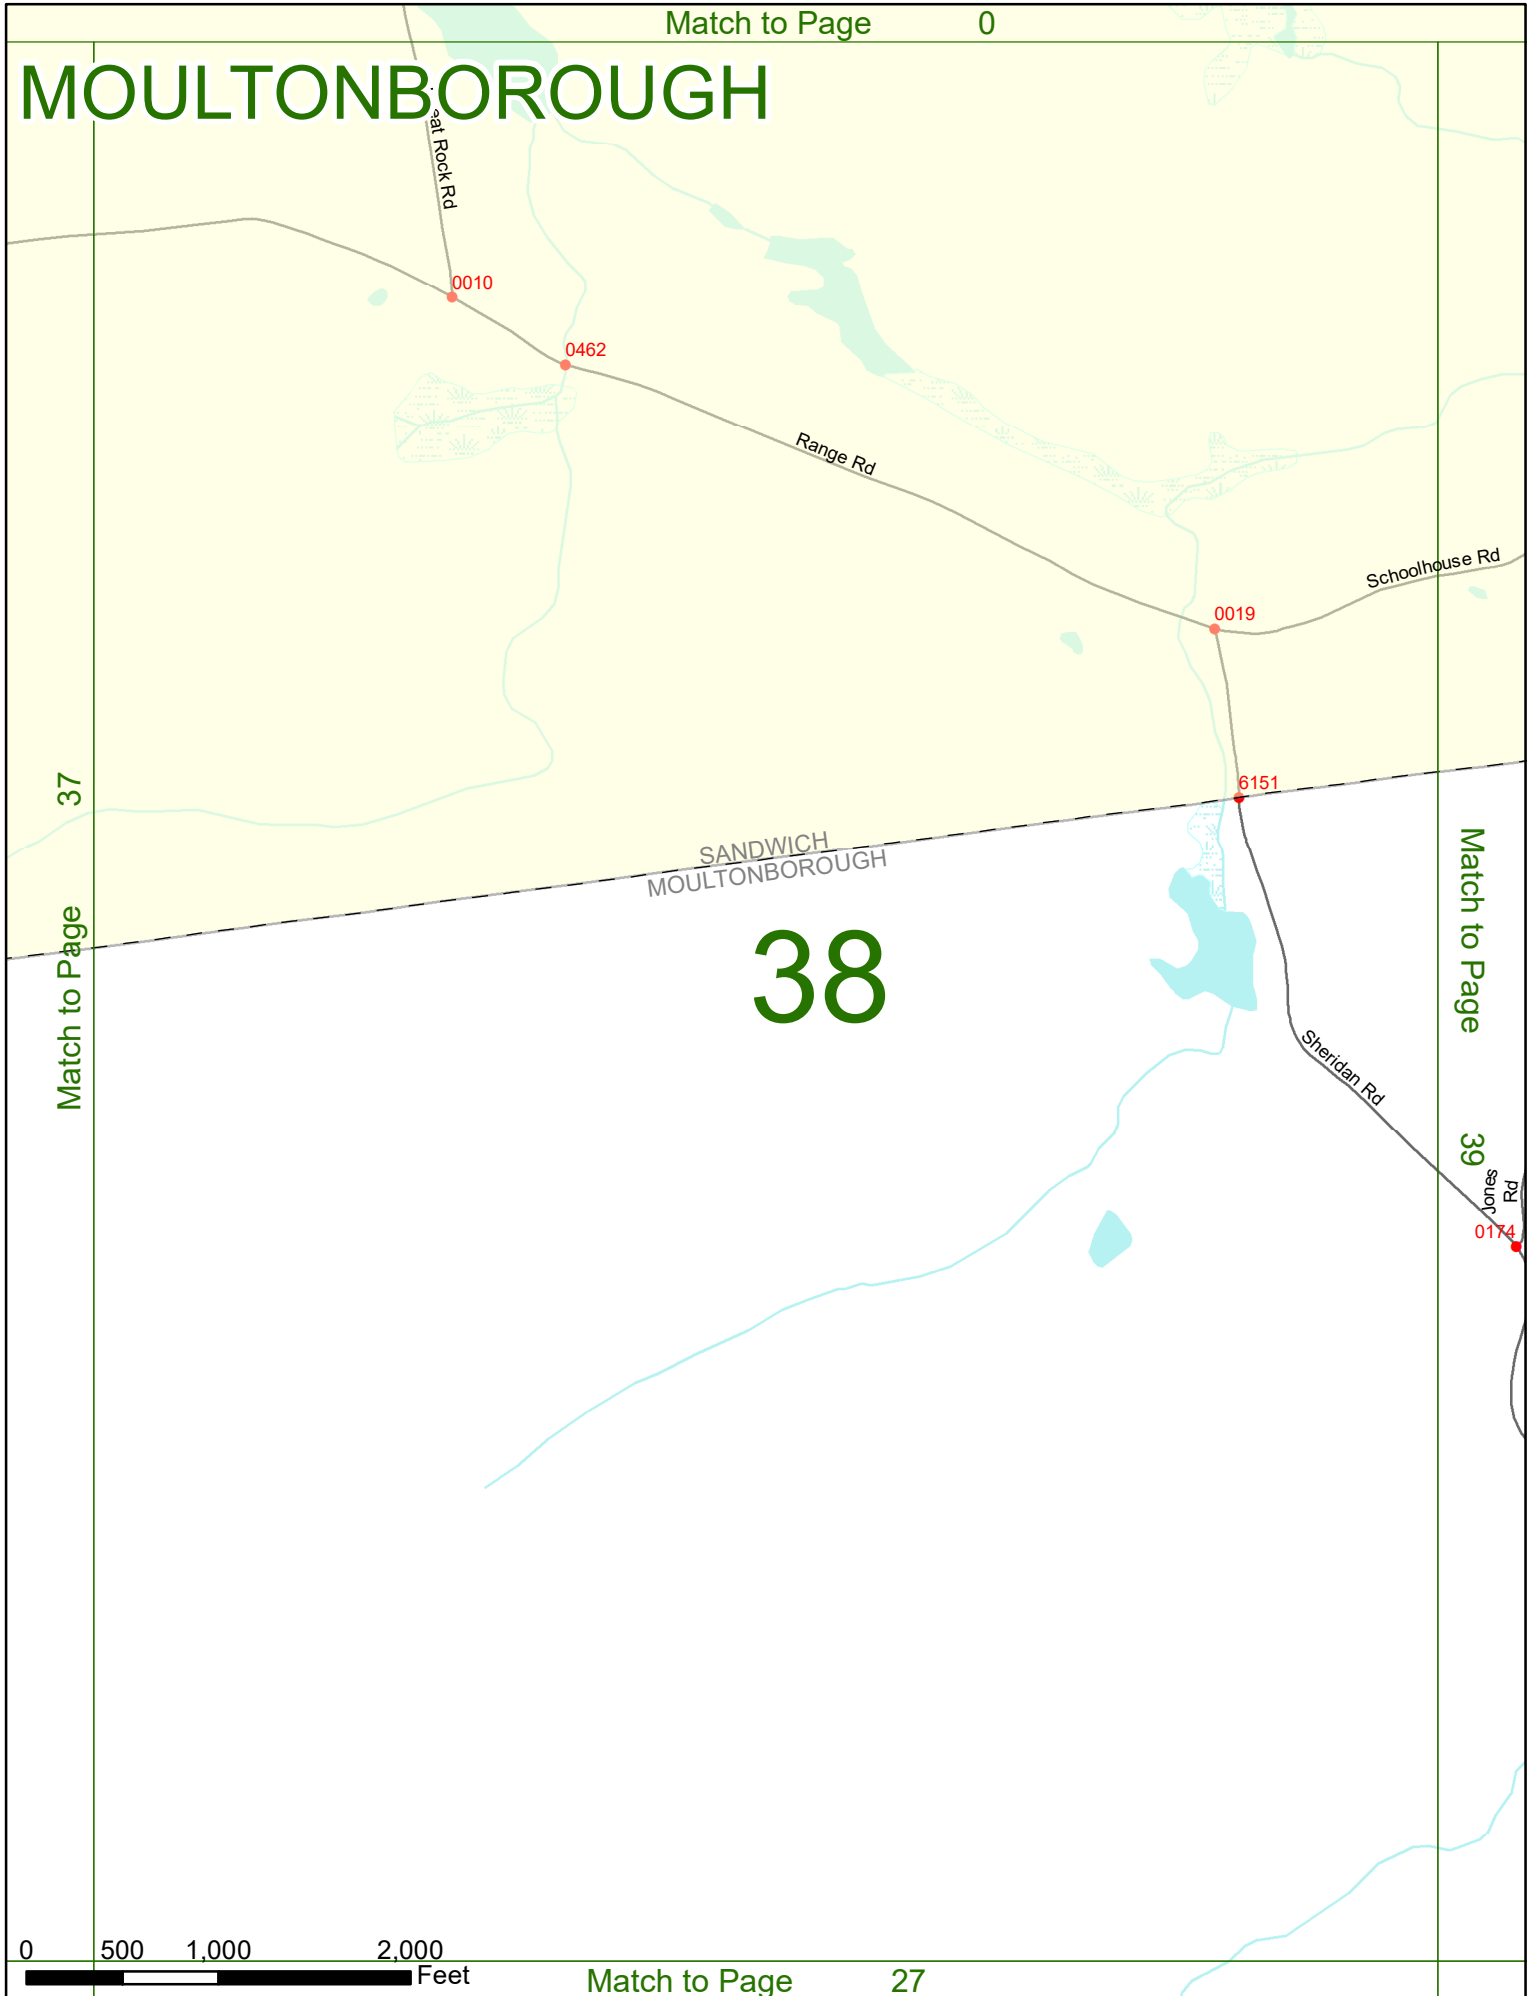 Match to Page 0
MOULTONBOROUGH
Rock Rd
0010
0462
Range Rd
Schoolhouse Rd
0019
6151
SANDWICH
MOULTONBOROUGH
Match to Page 37
38
Match to Page 39
Sheridan Rd
Jones
Rd
0174
0 500 1,000 2,000
Feet
Match to Page 27